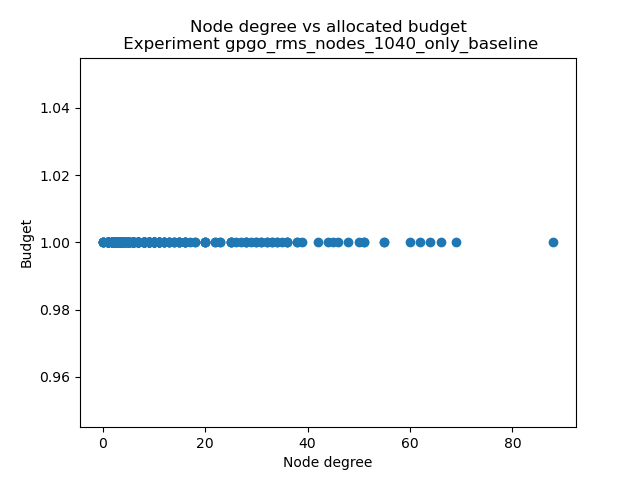 Node degree vs allocated budget
Experiment gpgo_rms_nodes_1040_only_baseline
1.04
1.02
1.00
0.98
0.96
Budget
0 20 40 60 80
Node degree